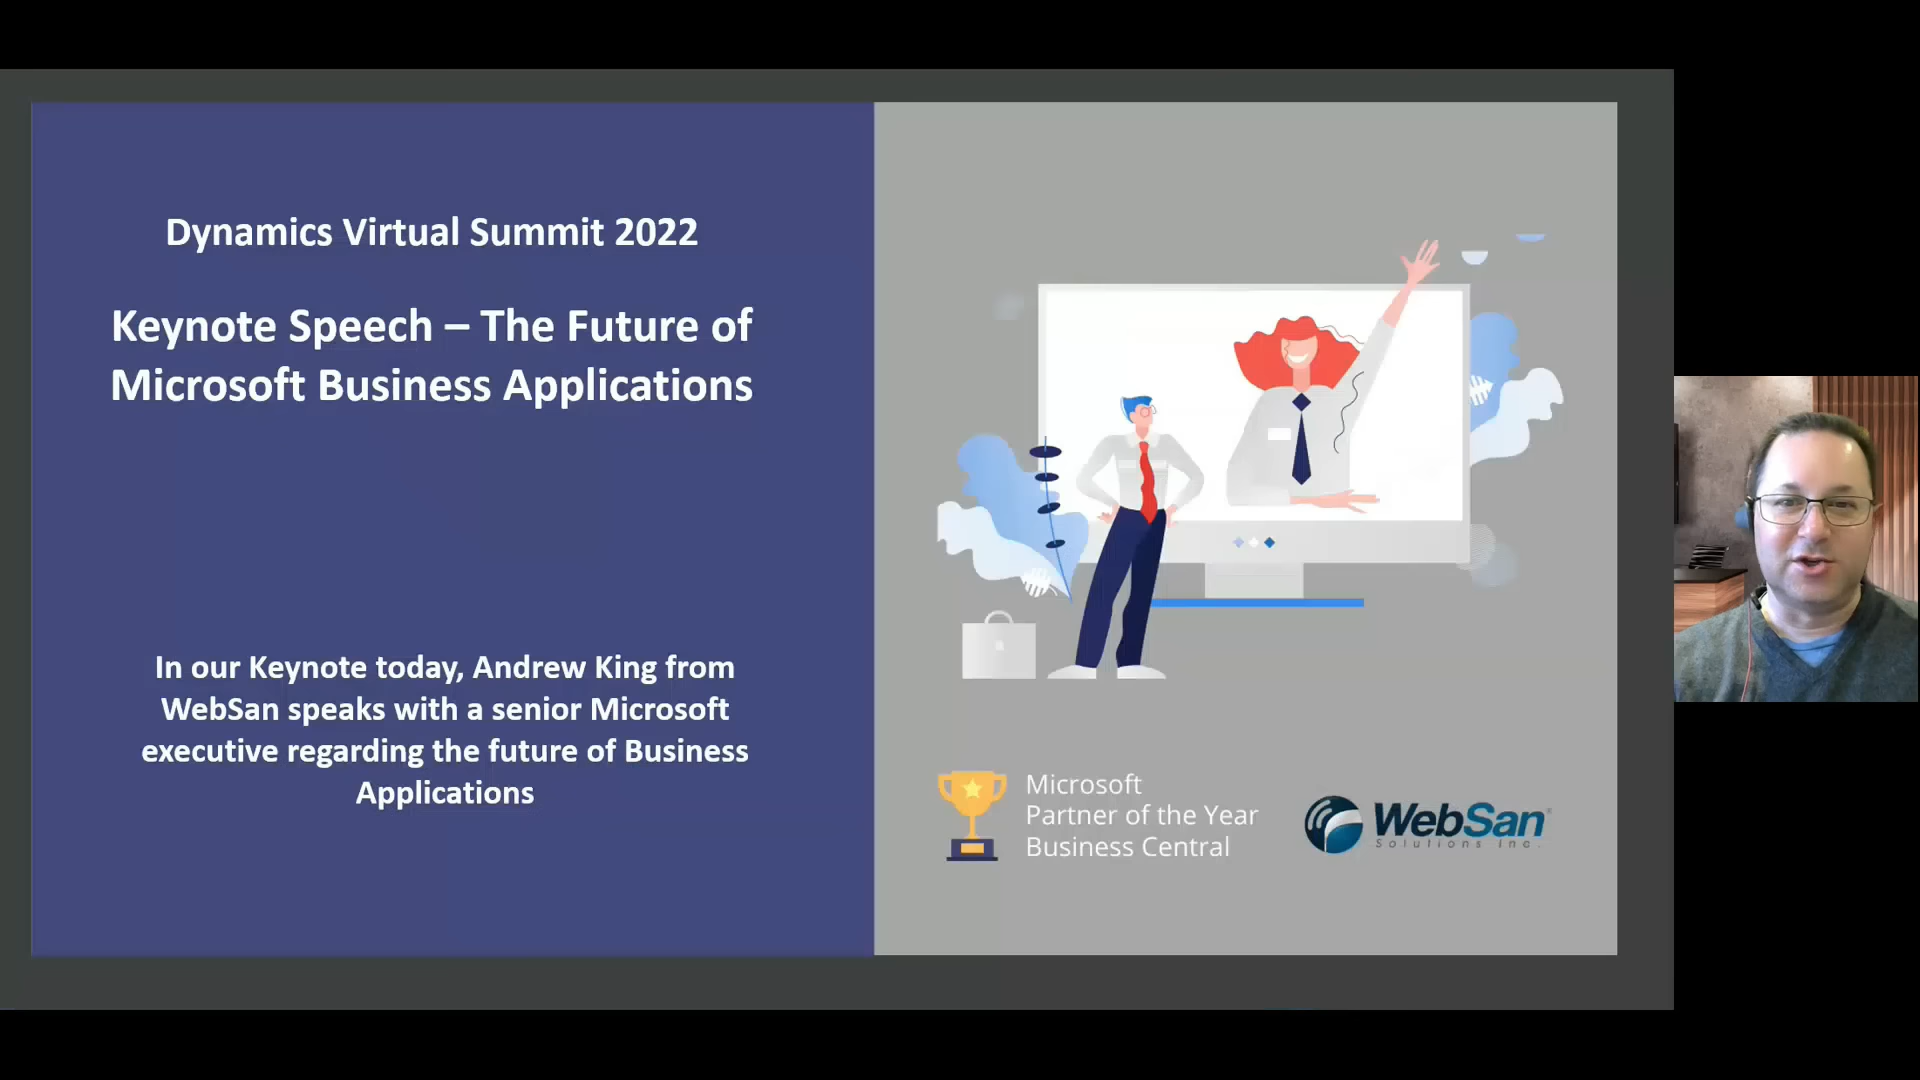 Dynamics Virtual Summit 2022
Keynote Speech – The Future of
Microsoft Business Applications
In our Keynote today, Andrew King from
WebSan speaks with a senior Microsoft
executive regarding the future of Business
Applications
Microsoft
Partner of the Year
Business Central
WebSan
Solutions Inc.